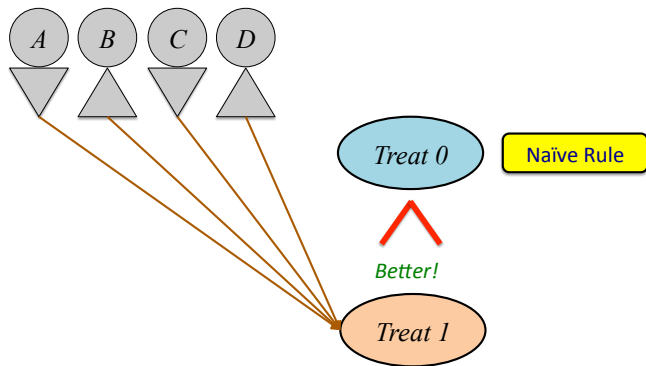 A B C D
Treat 0
Naïve Rule
Better!
Treat 1